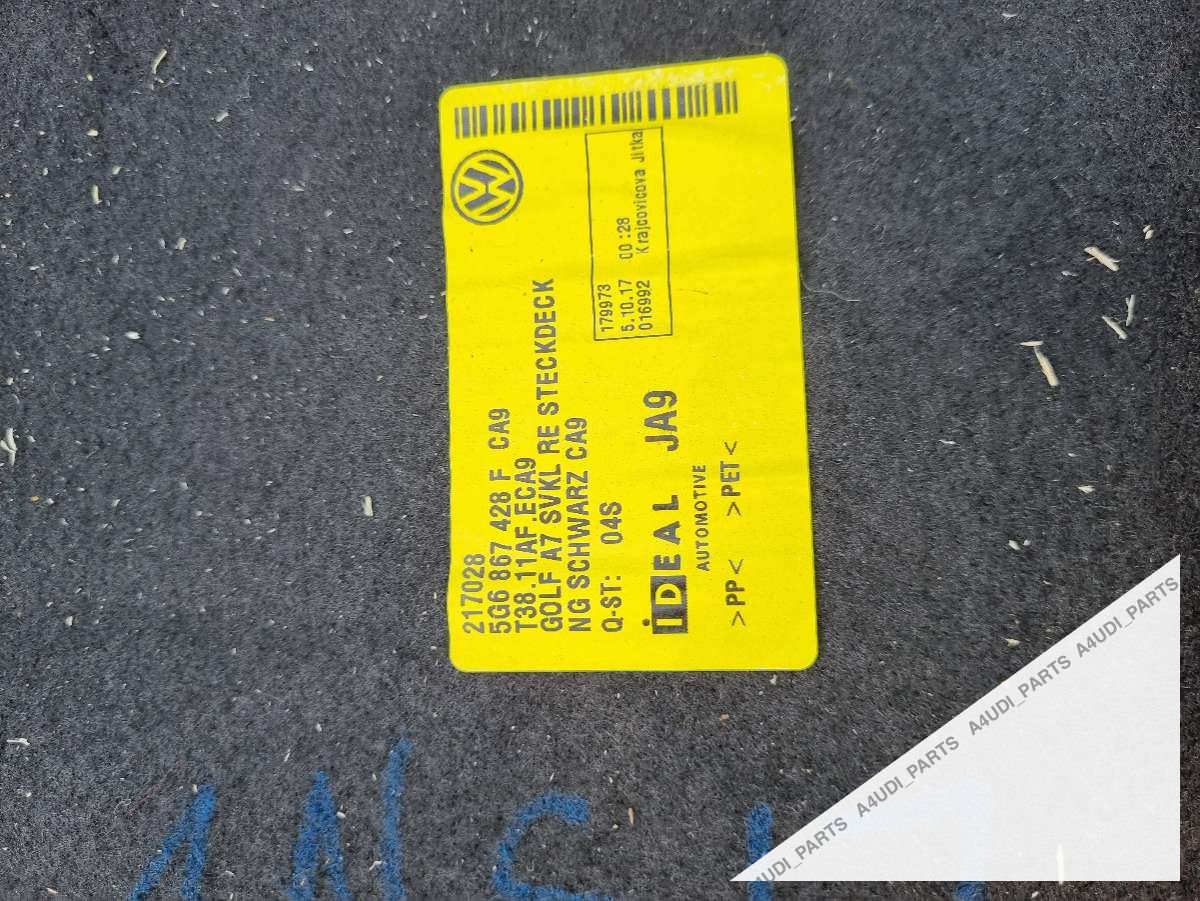 217028
5G6 867 428 F CA9
T38.11AF.ECA9
GOLF A7 SVKL RE STECKDECK
NG SCHWARZ CA9
Q-ST: 04S
iDEAL JA9
AUTOMOTIVE
>PP< >PET<
179973
5.10.17 00:28
016992 Krajcovicova Jitka
A4UDI_PARTS A4UDI_PARTS A4UDI_PARTS A4UDI_PARTS